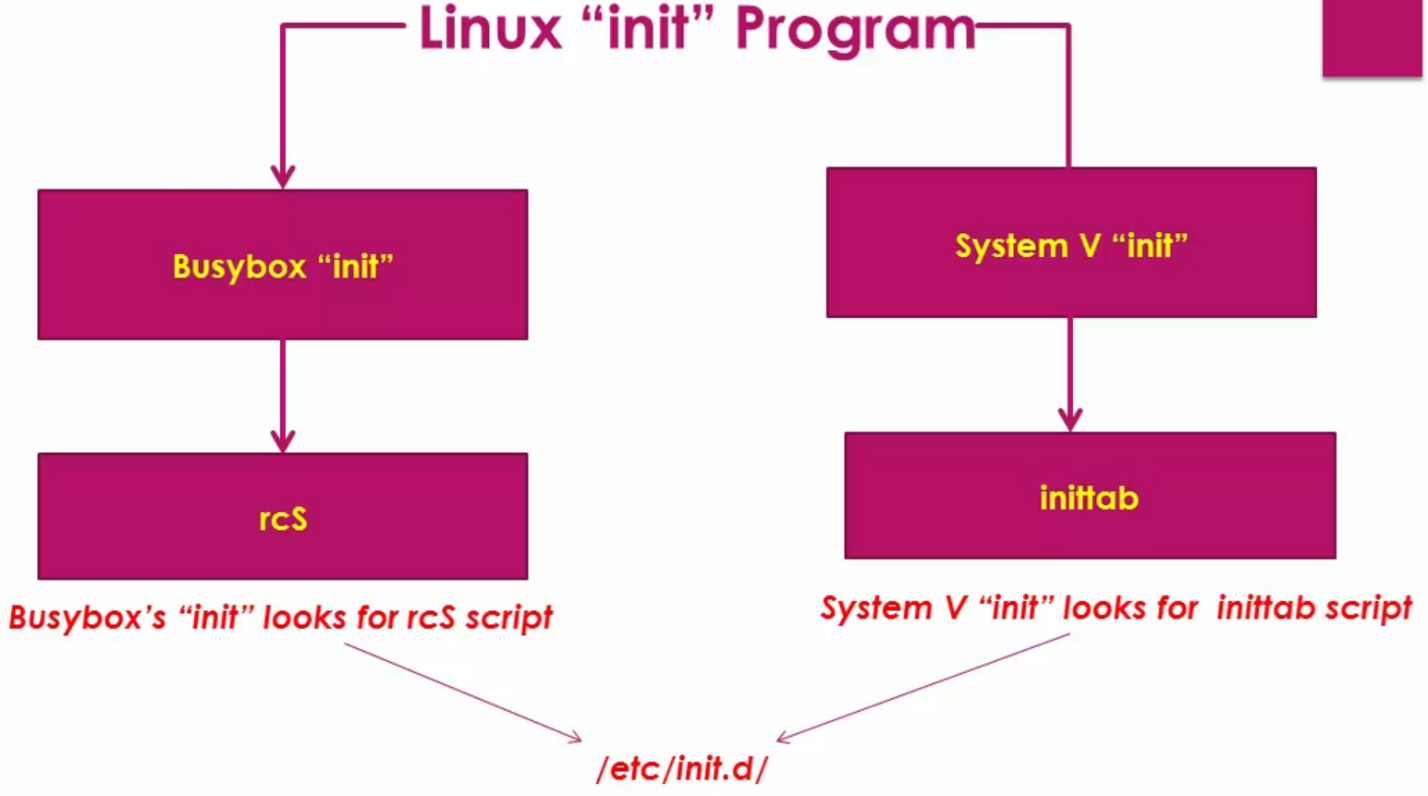 Linux “init” Program
Busybox “init”
System V “init”
rcS
inittab
Busybox’s “init” looks for rcS script
System V “init” looks for inittab script
/etc/init.d/